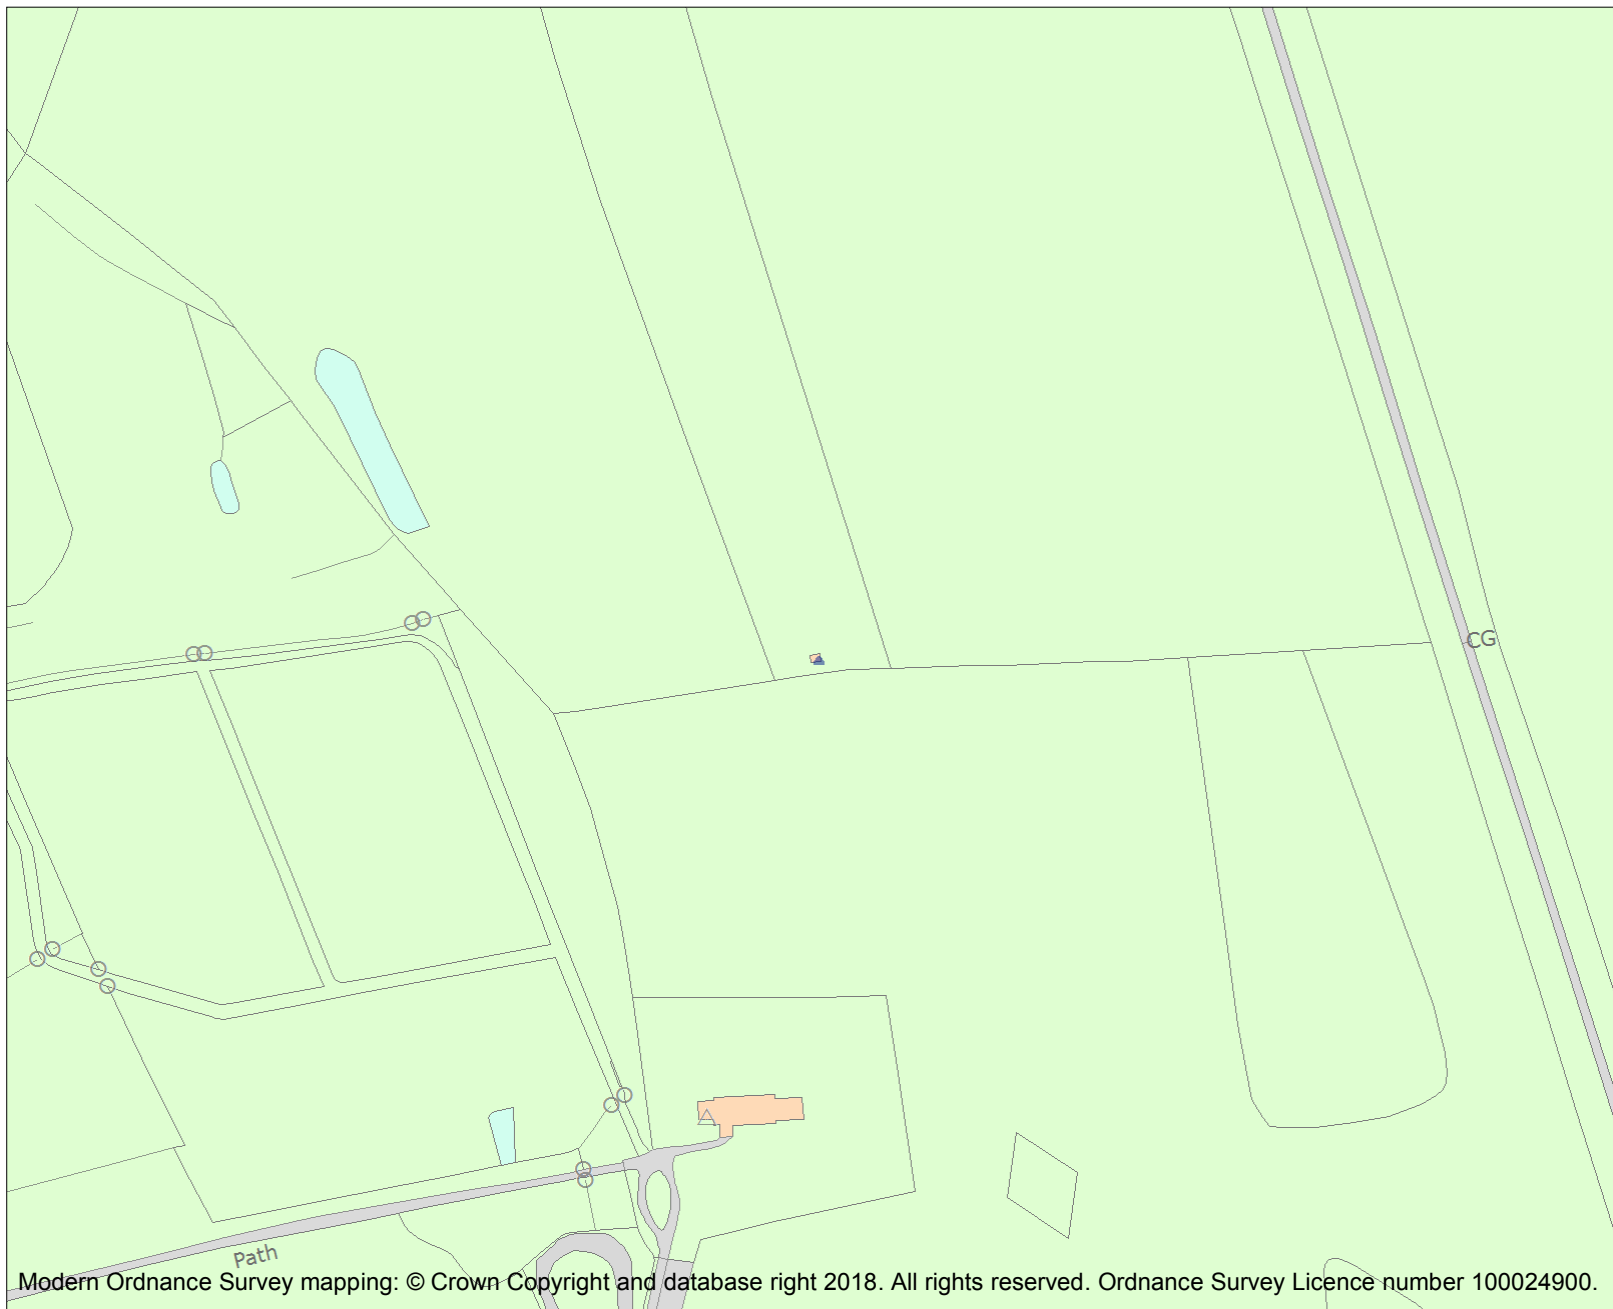 CG
Path
Modern Ordnance Survey mapping: © Crown Copyright and database right 2018. All rights reserved. Ordnance Survey Licence number 100024900.